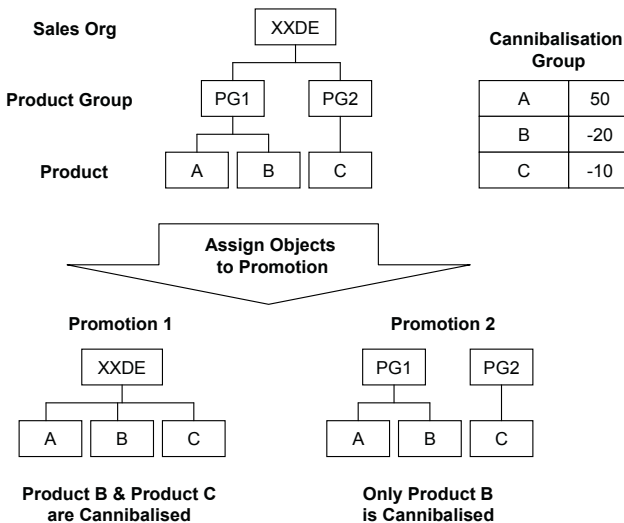 Sales Org
XXDE
Cannibalisation
Group
Product Group
PG1
PG2
A 50
B -20
C -10
Product
A
B
C
Assign Objects
to Promotion
Promotion 1
Promotion 2
XXDE
PG1
PG2
A
B
C
A
B
C
Product B & Product C
are Cannibalised
Only Product B
is Cannibalised